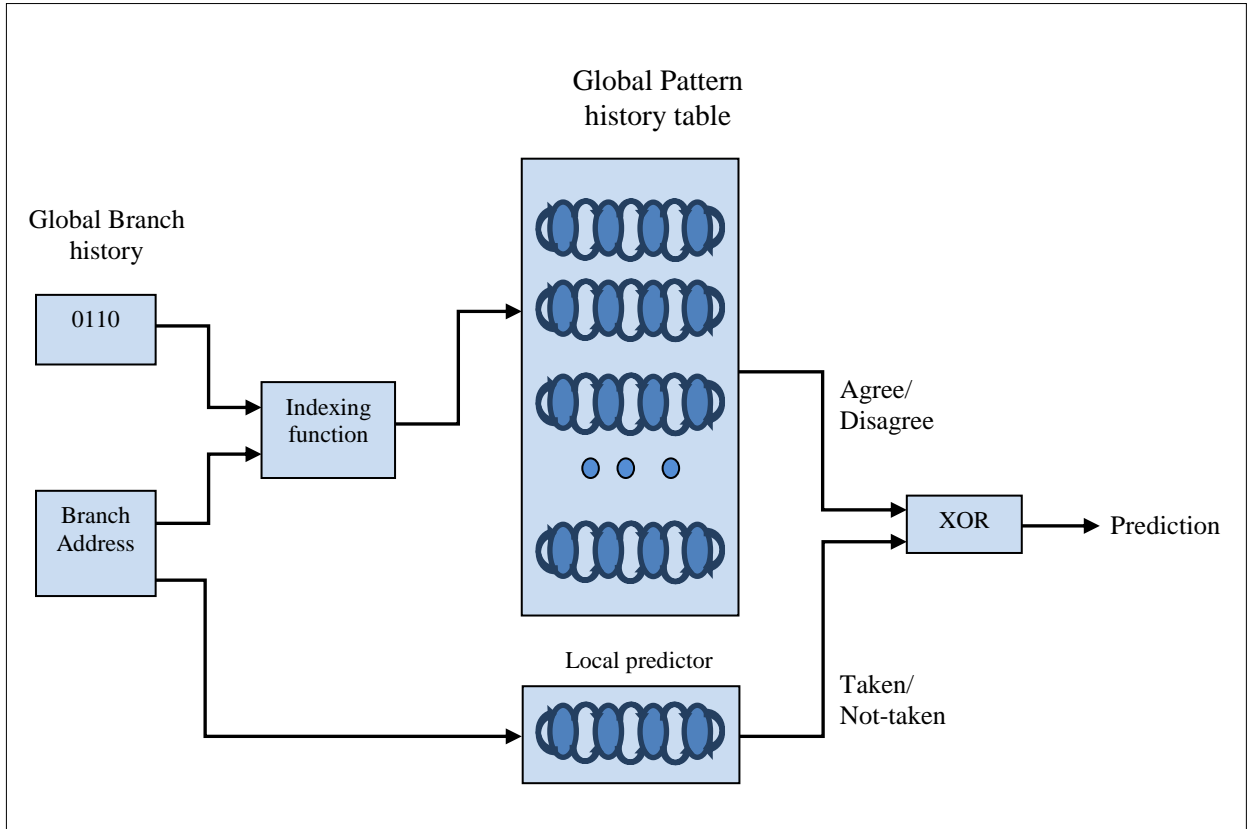 Global Pattern
history table
Global Branch
history
0110
Indexing
function
Agree/
Disagree
Branch
Address
XOR
Prediction
Local predictor
Taken/
Not-taken